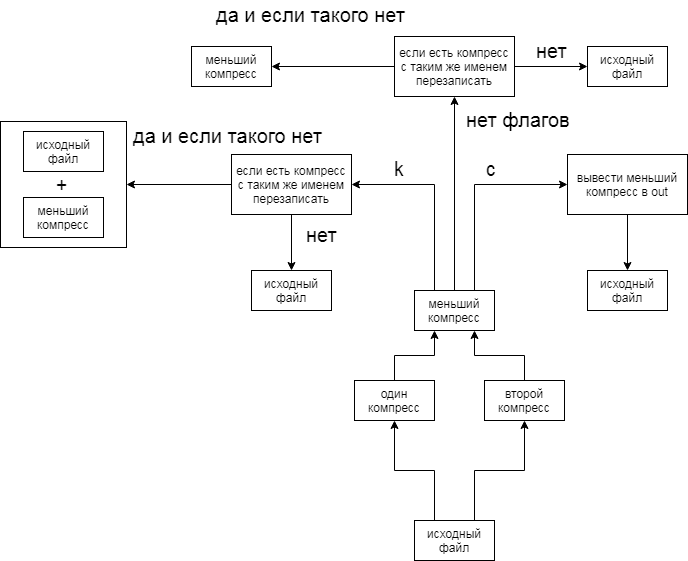 да и если такого нет
меньший
компресс
если есть компресс
с таким же именем
перезаписать
нет
исходный
файл
нет флагов
да и если такого нет
исходный
файл
+
меньший
компресс
если есть компресс
с таким же именем
перезаписать
k
c
вывести меньший
компресс в out
нет
исходный
файл
исходный
файл
меньший
компресс
один
компресс
второй
компресс
исходный
файл